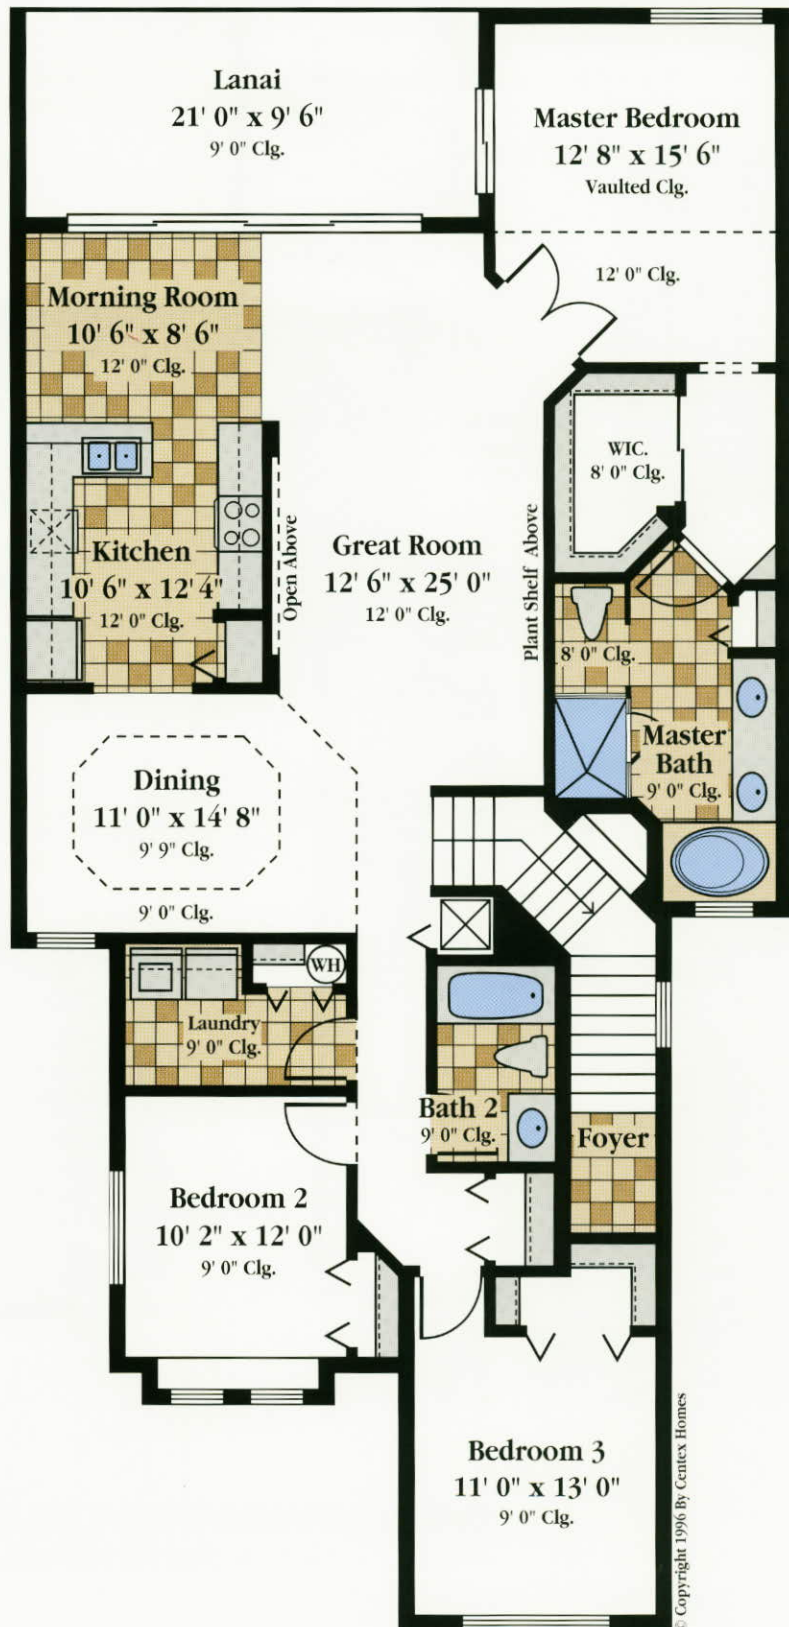 Lanai
21' 0" x 9' 6"
9' 0" Clg.
Master Bedroom
12' 8" x 15' 6"
Vaulted Clg.
12' 0" Clg.
Morning Room
10' 6" x 8' 6"
12' 0" Clg.
WIC.
8' 0" Clg.
Kitchen
10' 6" x 12' 4"
12' 0" Clg.
Open Above
Great Room
12' 6" x 25' 0"
12' 0" Clg.
Plant Shelf Above
8' 0" Clg.
Master
Bath
9' 0" Clg.
Dining
11' 0" x 14' 8"
9' 9" Clg.
9' 0" Clg.
WH
Laundry
9' 0" Clg.
Bath 2
9' 0" Clg.
Foyer
Bedroom 2
10' 2" x 12' 0"
9' 0" Clg.
Bedroom 3
11' 0" x 13' 0"
9' 0" Clg.
© Copyright 1996 By Centex Homes